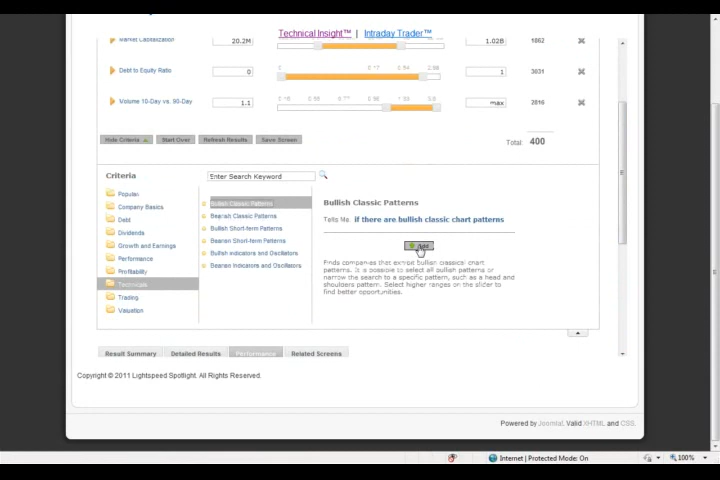 Technical Insight™ | Intraday Trader™
Market Capitalization 20.2M 1.02B 1862
Debt to Equity Ratio 0 1 3031
Volume 10-Day vs. 90-Day 1.1 max 2816
Hide Criteria Start Over Refresh Results Save Screen Total: 400
Criteria
Enter Search Keyword
Popular
Company Basics
Debt
Dividends
Growth and Earnings
Performance
Profitability
Technicals
Trading
Valuation
Bullish Classic Patterns
Bearish Classic Patterns
Bullish Short-term Patterns
Bearish Short-term Patterns
Bullish Indicators and Oscillators
Bearish Indicators and Oscillators
Bullish Classic Patterns
Tells Me if there are bullish classic chart patterns
Add
Finds companies that exhibit bullish classical chart
patterns. It is possible to select all bullish patterns or
narrow the search to a specific pattern, such as a head and
shoulders pattern. Select higher ranges on the slider to
find better opportunities.
Result Summary Detailed Results Performance Related Screens
Copyright © 2011 Lightspeed Spotlight. All Rights Reserved.
Powered by Joomla!. Valid XHTML and CSS.
Internet | Protected Mode: On 100%